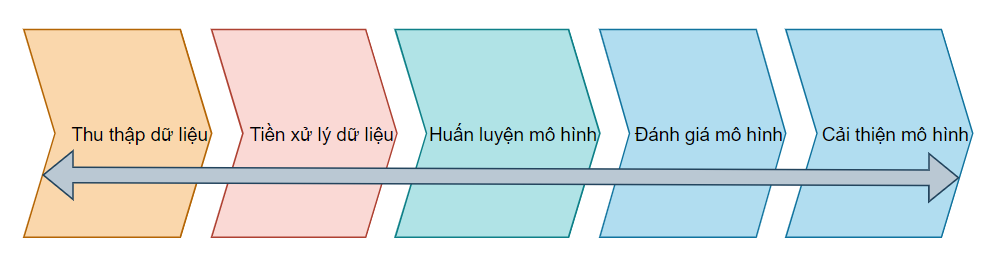 Thu thập dữ liệu
Tiền xử lý dữ liệu
Huấn luyện mô hình
Đánh giá mô hình
Cải thiện mô hình